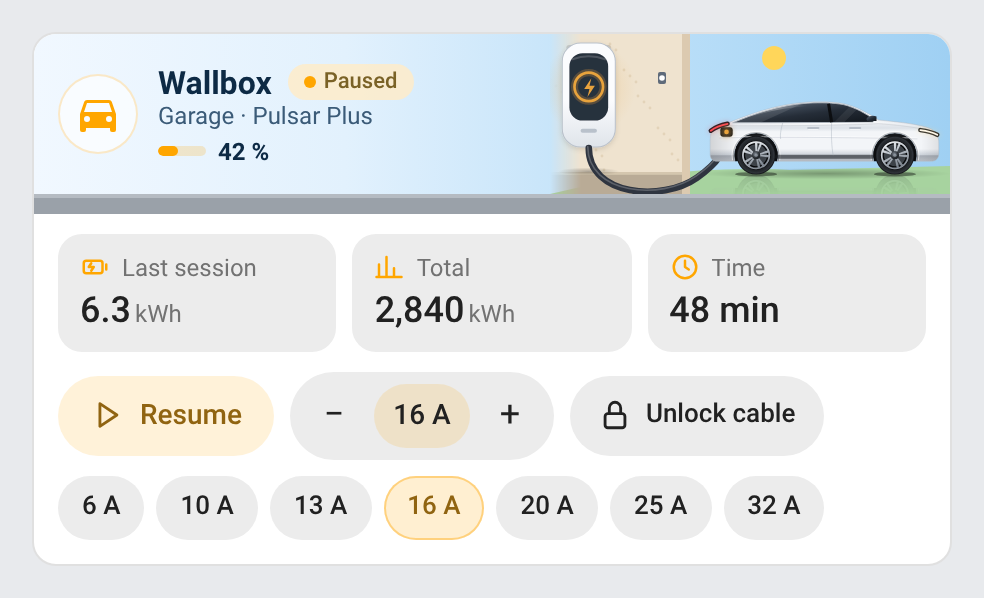 Wallbox
Paused
Garage · Pulsar Plus
42 %
Last session
6.3 kWh
Total
2,840 kWh
Time
48 min
Resume
− 16 A +
Unlock cable
6 A 10 A 13 A 16 A 20 A 25 A 32 A